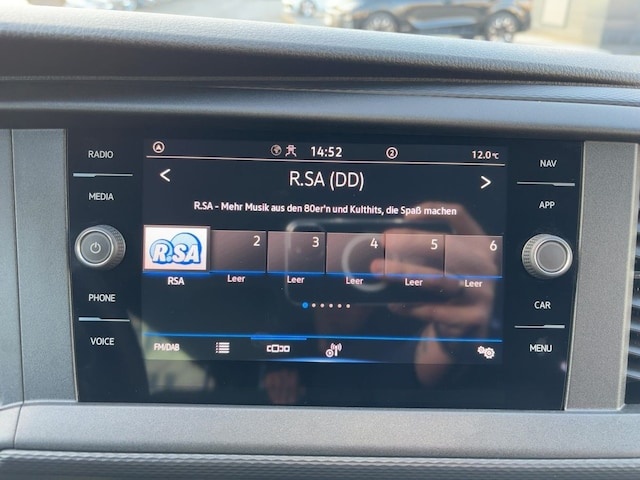 RADIO
MEDIA
PHONE
VOICE
A
14:52
2
12.0 °C
< R.SA (DD) >
R.SA - Mehr Musik aus den 80er'n und Kulthits, die Spaß machen
R.SA
2 3 4 5 6
RSA Leer Leer Leer Leer Leer
FM/DAB
NAV
APP
CAR
MENU